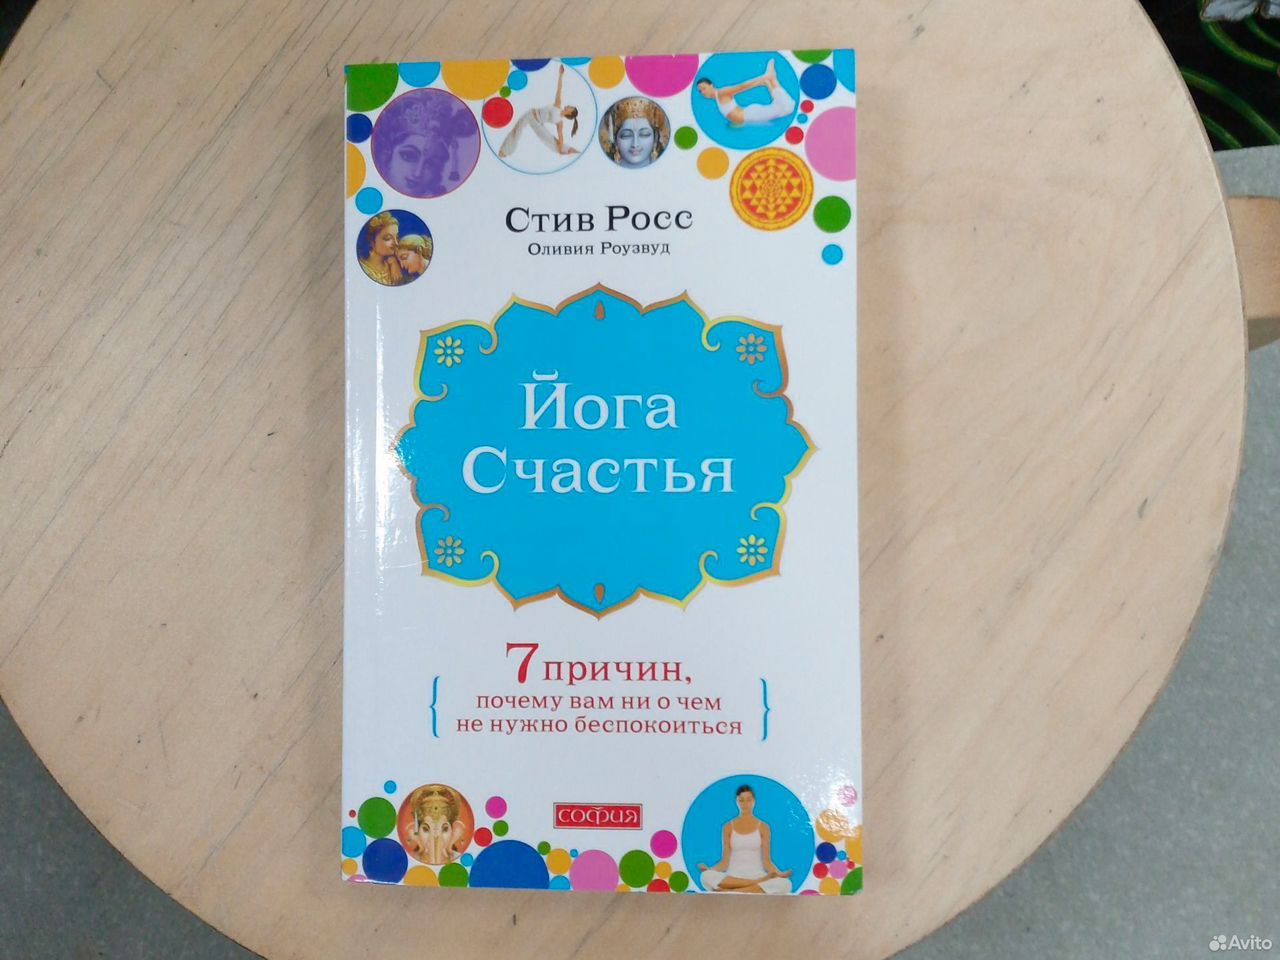 Стив Росс
Оливия Роузвуд
Йога
Счастья
7 причин,
почему вам ни о чем
не нужно беспокоиться
София
Avito